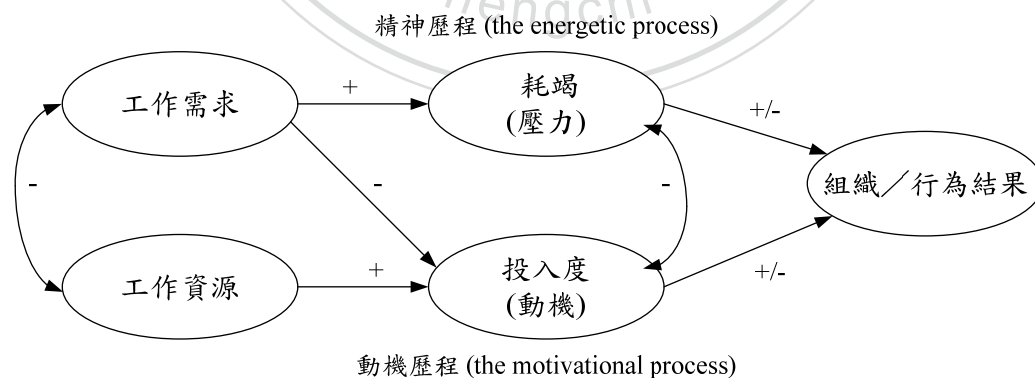 hengchi
精神歷程 (the energetic process)
工作需求
+
耗竭
(壓力)
+/-
-
-
-
組織／行為結果
工作資源
+
投入度
(動機)
+/-
動機歷程 (the motivational process)